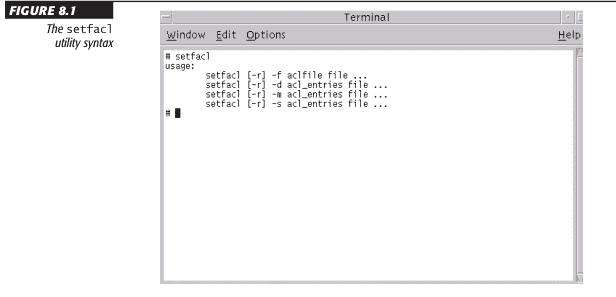 FIGURE 8.1
The setfacl
utility syntax
Terminal
Window Edit Options Help
# setfacl
usage:
setfacl [-r] -f aclfile file ...
setfacl [-r] -d acl_entries file ...
setfacl [-r] -m acl_entries file ...
setfacl [-r] -s acl_entries file ...
#